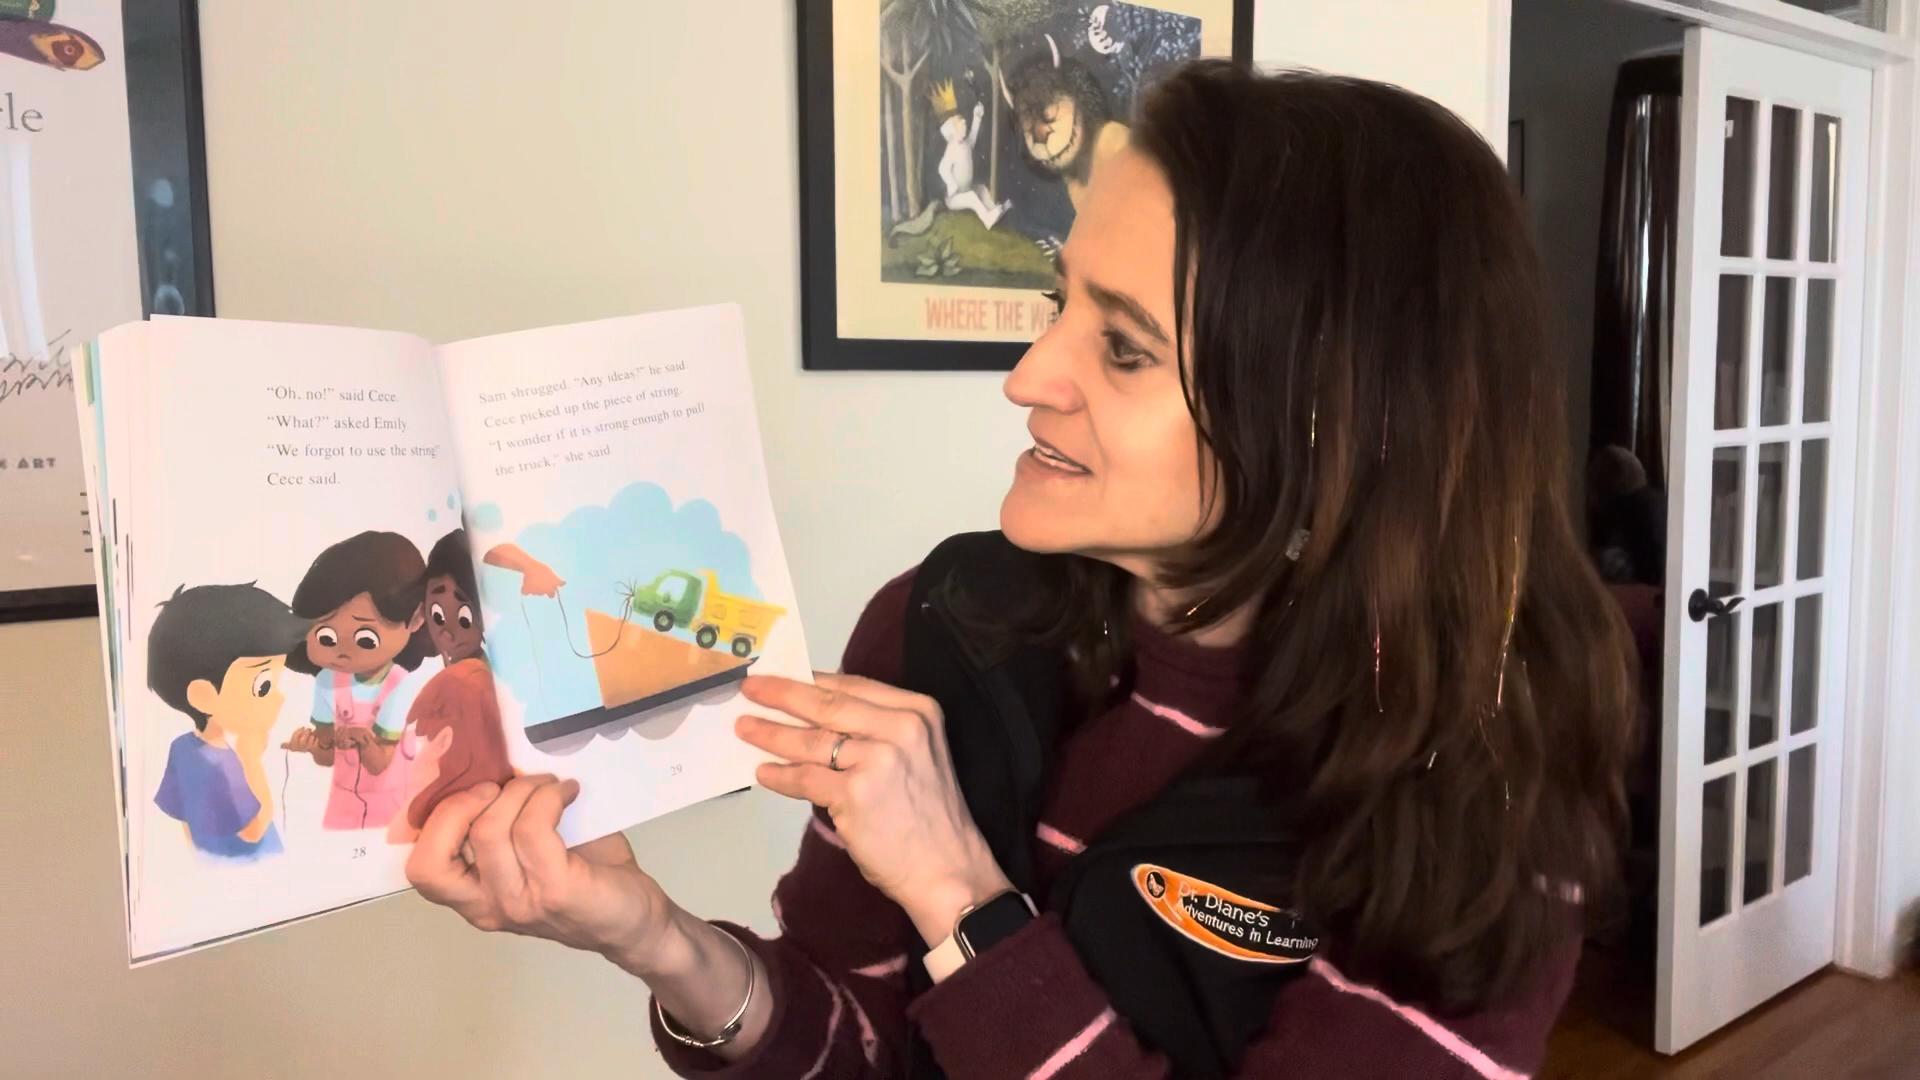 le
ART
WHERE THE W
"Oh, no!" said Cece.
"What?" asked Emily.
"We forgot to use the string"
Cece said.
28
Sam shrugged. "Any ideas?" he said.
Cece picked up the piece of string.
"I wonder if it is strong enough to pull
the truck," she said.
29
Dr. Diane's
Adventures in Learning